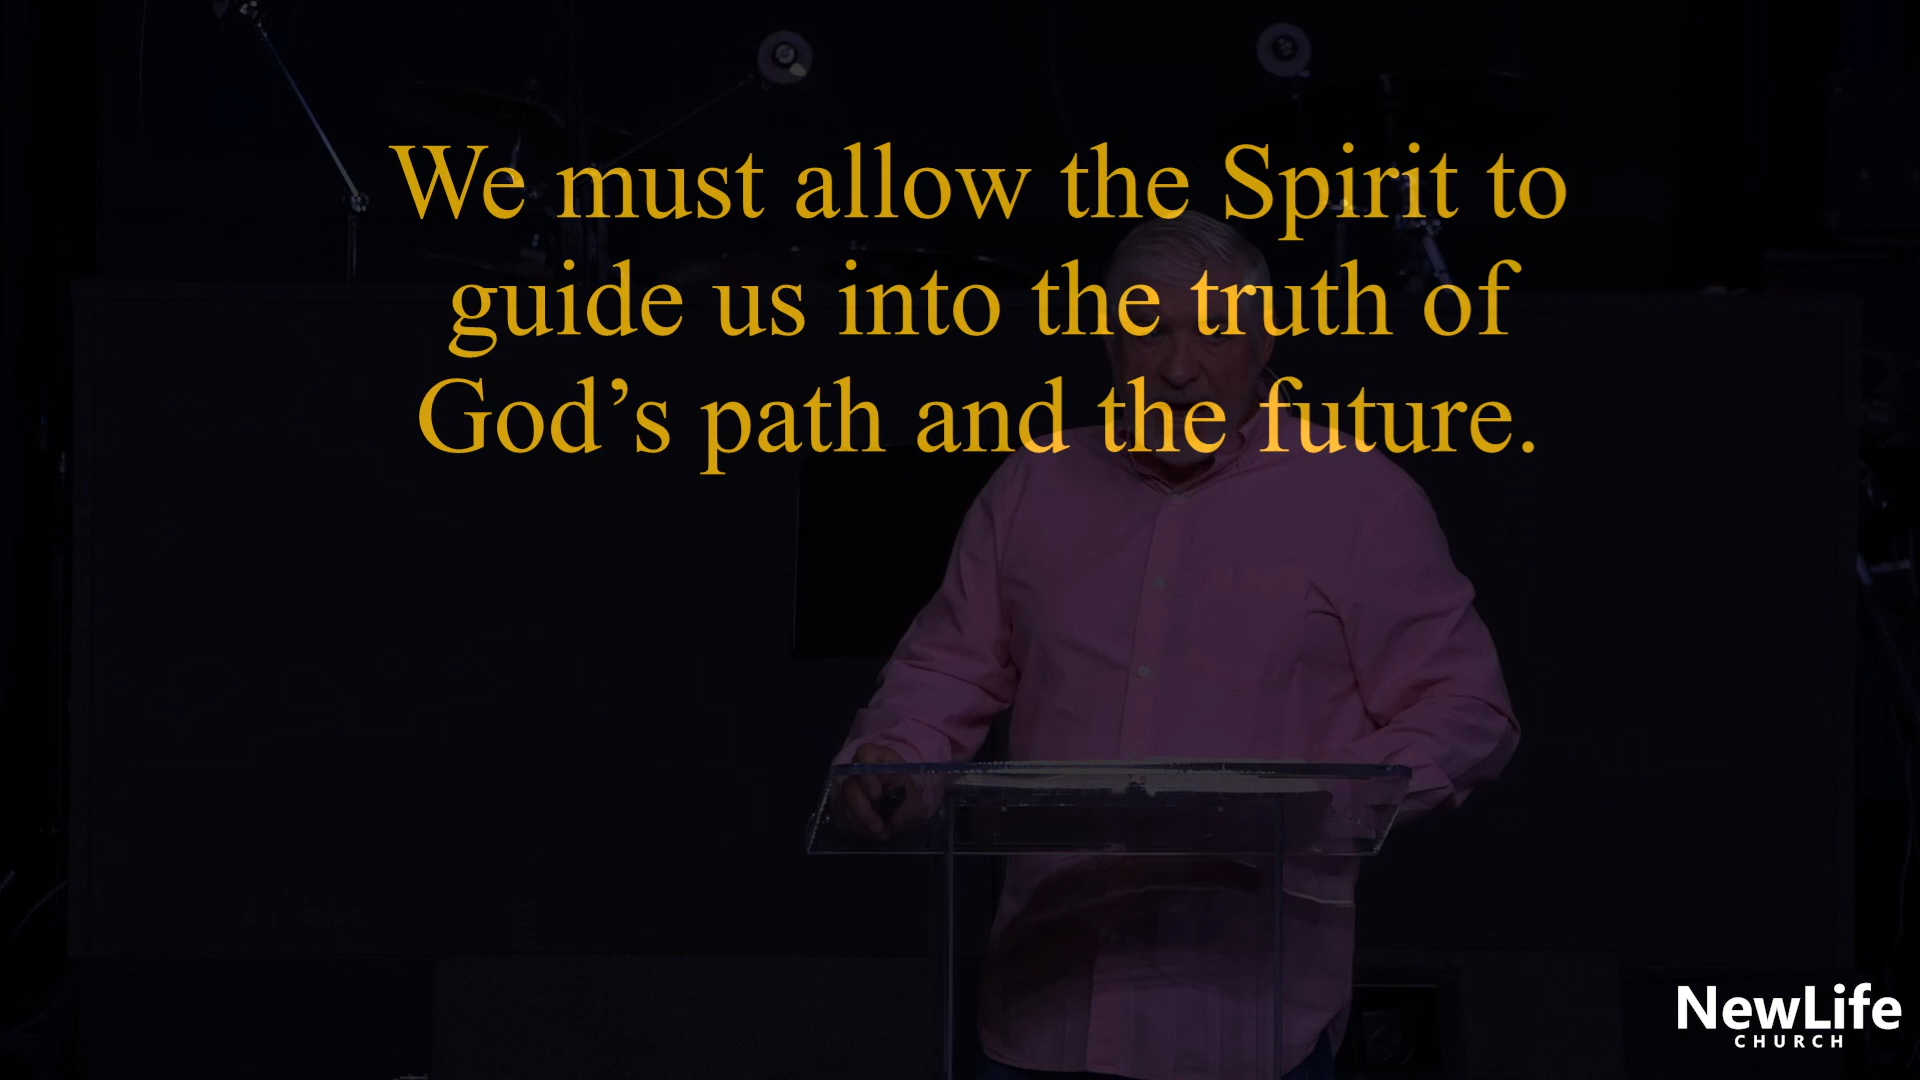 We must allow the Spirit to
guide us into the truth of
God’s path and the future.
NewLife
CHURCH